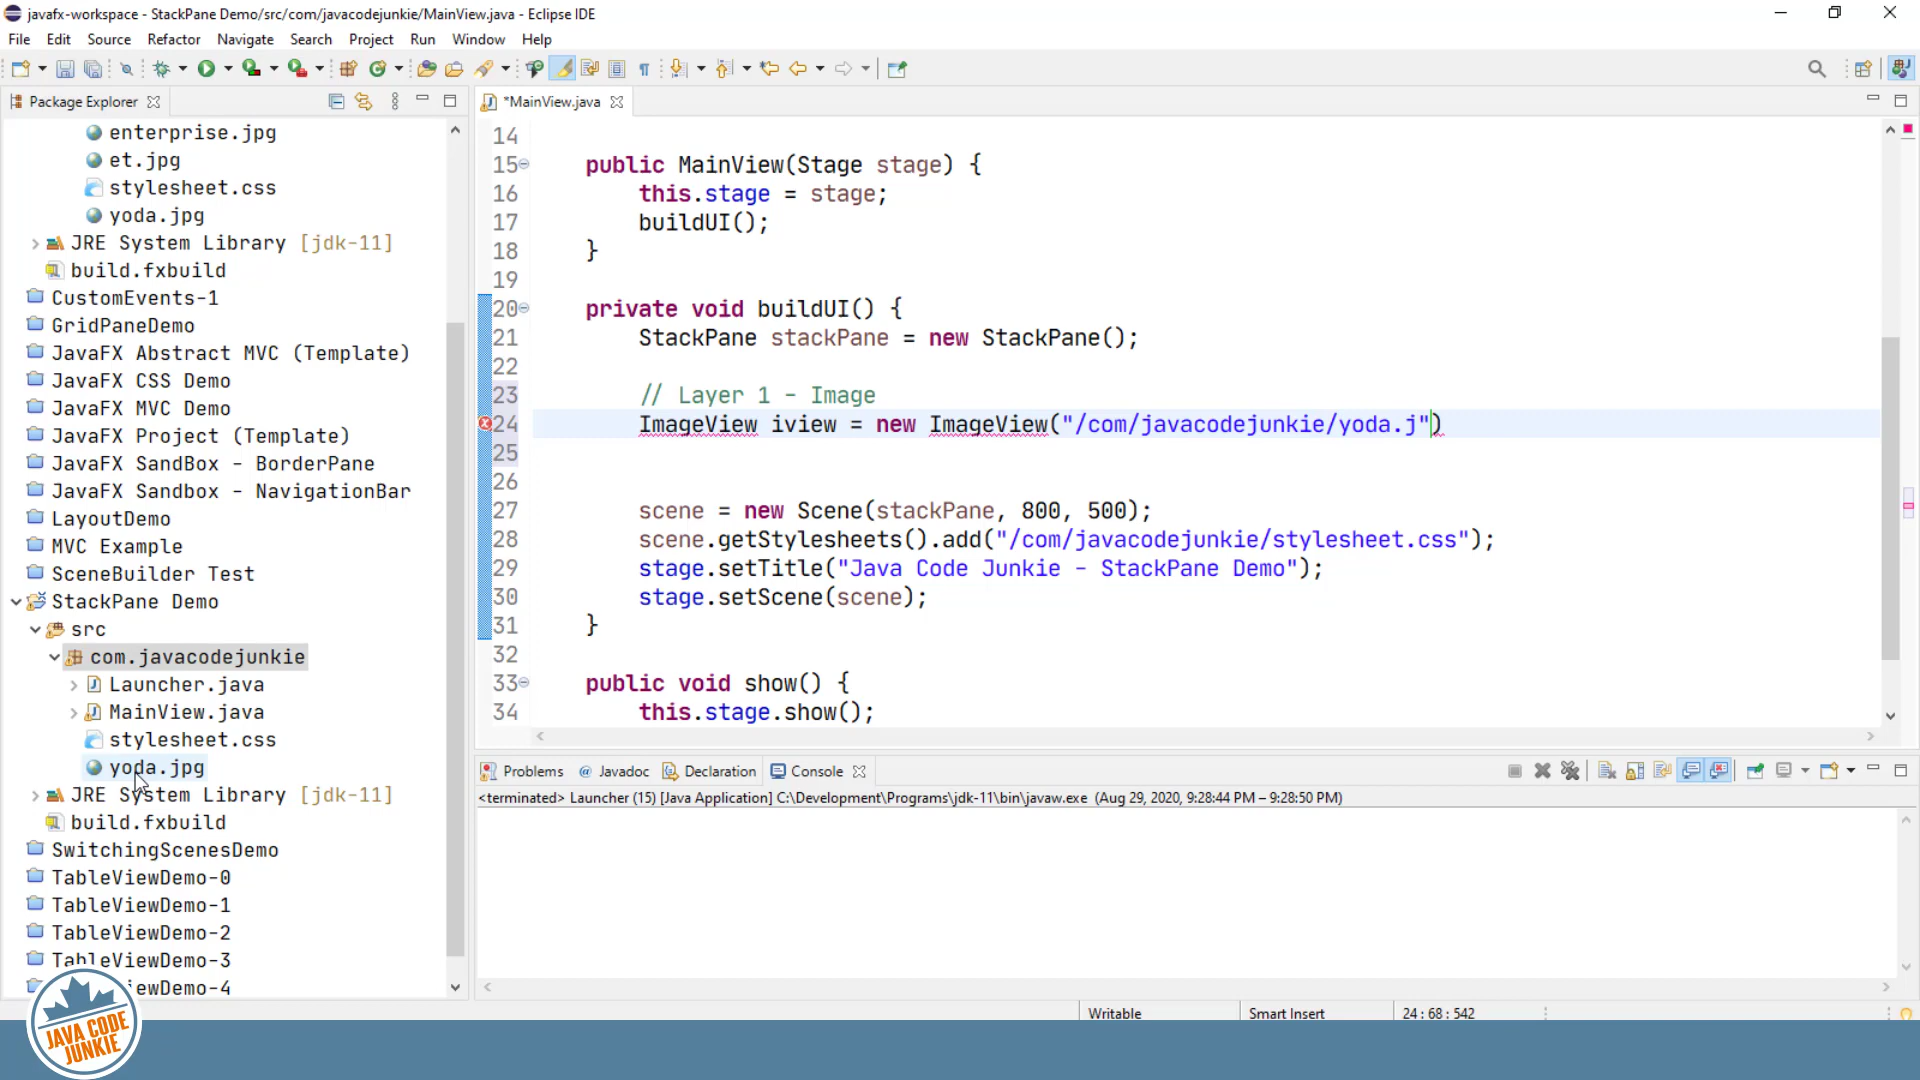 javafx-workspace - StackPane Demo/src/com/javacodejunkie/MainView.java - Eclipse IDE
File Edit Source Refactor Navigate Search Project Run Window Help
Package Explorer
enterprise.jpg
et.jpg
stylesheet.css
yoda.jpg
JRE System Library [jdk-11]
build.fxbuild
CustomEvents-1
GridPaneDemo
JavaFX Abstract MVC (Template)
JavaFX CSS Demo
JavaFX MVC Demo
JavaFX Project (Template)
JavaFX SandBox - BorderPane
JavaFX Sandbox - NavigationBar
LayoutDemo
MVC Example
SceneBuilder Test
StackPane Demo
src
com.javacodejunkie
Launcher.java
MainView.java
stylesheet.css
yoda.jpg
JRE System Library [jdk-11]
build.fxbuild
SwitchingScenesDemo
TableViewDemo-0
TableViewDemo-1
TableViewDemo-2
TableViewDemo-3
iewDemo-4
JAVA CODE
JUNKIE
*MainView.java
14
15 public MainView(Stage stage) {
16 this.stage = stage;
17 buildUI();
18 }
19
20 private void buildUI() {
21 StackPane stackPane = new StackPane();
22
23 // Layer 1 - Image
24 ImageView iview = new ImageView("/com/javacodejunkie/yoda.j")
25
26
27 scene = new Scene(stackPane, 800, 500);
28 scene.getStylesheets().add("/com/javacodejunkie/stylesheet.css");
29 stage.setTitle("Java Code Junkie - StackPane Demo");
30 stage.setScene(scene);
31 }
32
33 public void show() {
34 this.stage.show();
Problems @ Javadoc Declaration Console
<terminated> Launcher (15) [Java Application] C:\Development\Programs\jdk-11\bin\javaw.exe (Aug 29, 2020, 9:28:44 PM – 9:28:50 PM)
Writable Smart Insert 24 : 68 : 542